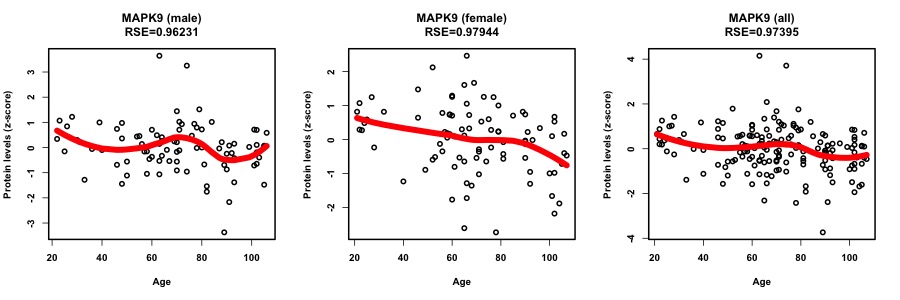 MAPK9 (male)
RSE=0.96231
Protein levels (z-score)
3
2
1
0
-1
-2
-3
20 40 60 80 100
Age
MAPK9 (female)
RSE=0.97944
Protein levels (z-score)
2
1
0
-1
-2
20 40 60 80 100
Age
MAPK9 (all)
RSE=0.97395
Protein levels (z-score)
4
2
0
-2
-4
20 40 60 80 100
Age